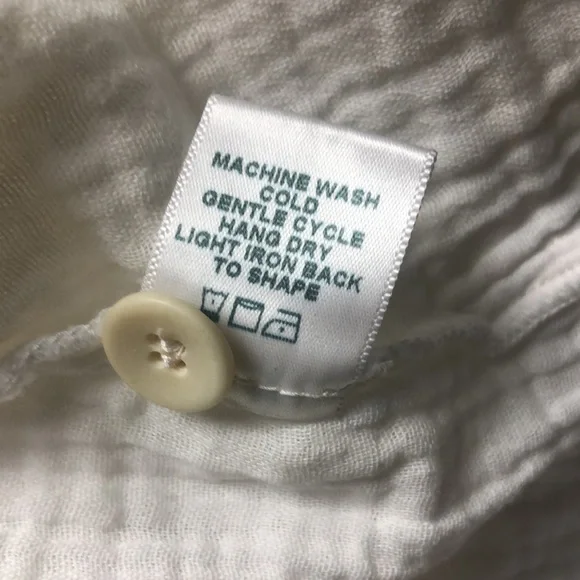 MACHINE WASH
COLD
GENTLE CYCLE
HANG DRY
LIGHT IRON BACK
TO SHAPE